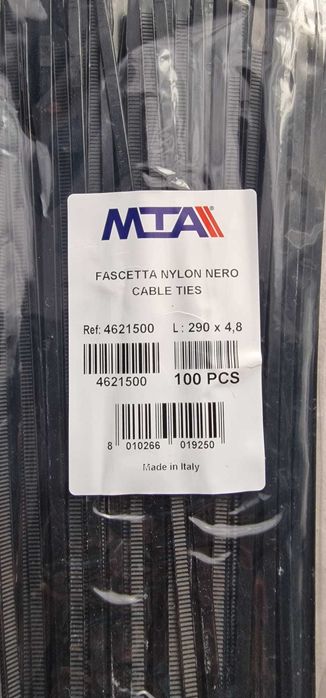 MTA
FASCETTA NYLON NERO
CABLE TIES
Ref: 4621500 L : 290 x 4,8
4621500 100 PCS
8 010266 019250
Made in Italy